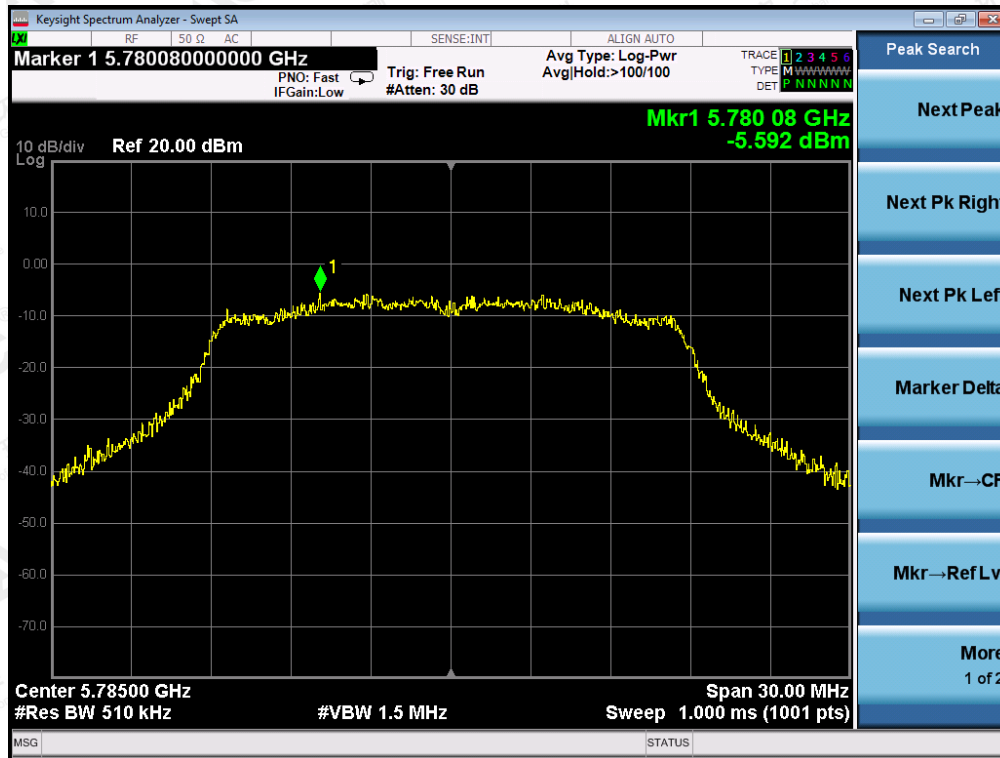 Keysight Spectrum Analyzer - Swept SA
LXI RF 50 Ω AC SENSE:INT ALIGN AUTO
Marker 1 5.780080000000 GHz
PNO: Fast
IFGain:Low
Trig: Free Run
#Atten: 30 dB
Avg Type: Log-Pwr
Avg|Hold:>100/100
TRACE 1 2 3 4 5 6
TYPE M WWWWW
DET P N N N N N
Mkr1 5.780 08 GHz
-5.592 dBm
10 dB/div Ref 20.00 dBm
Log
10.0
0.00
1
-10.0
-20.0
-30.0
-40.0
-50.0
-60.0
-70.0
Center 5.78500 GHz Span 30.00 MHz
#Res BW 510 kHz #VBW 1.5 MHz Sweep 1.000 ms (1001 pts)
MSG STATUS
Peak Search
Next Peak
Next Pk Right
Next Pk Left
Marker Delta
Mkr→CF
Mkr→Ref Lv
More
1 of 2